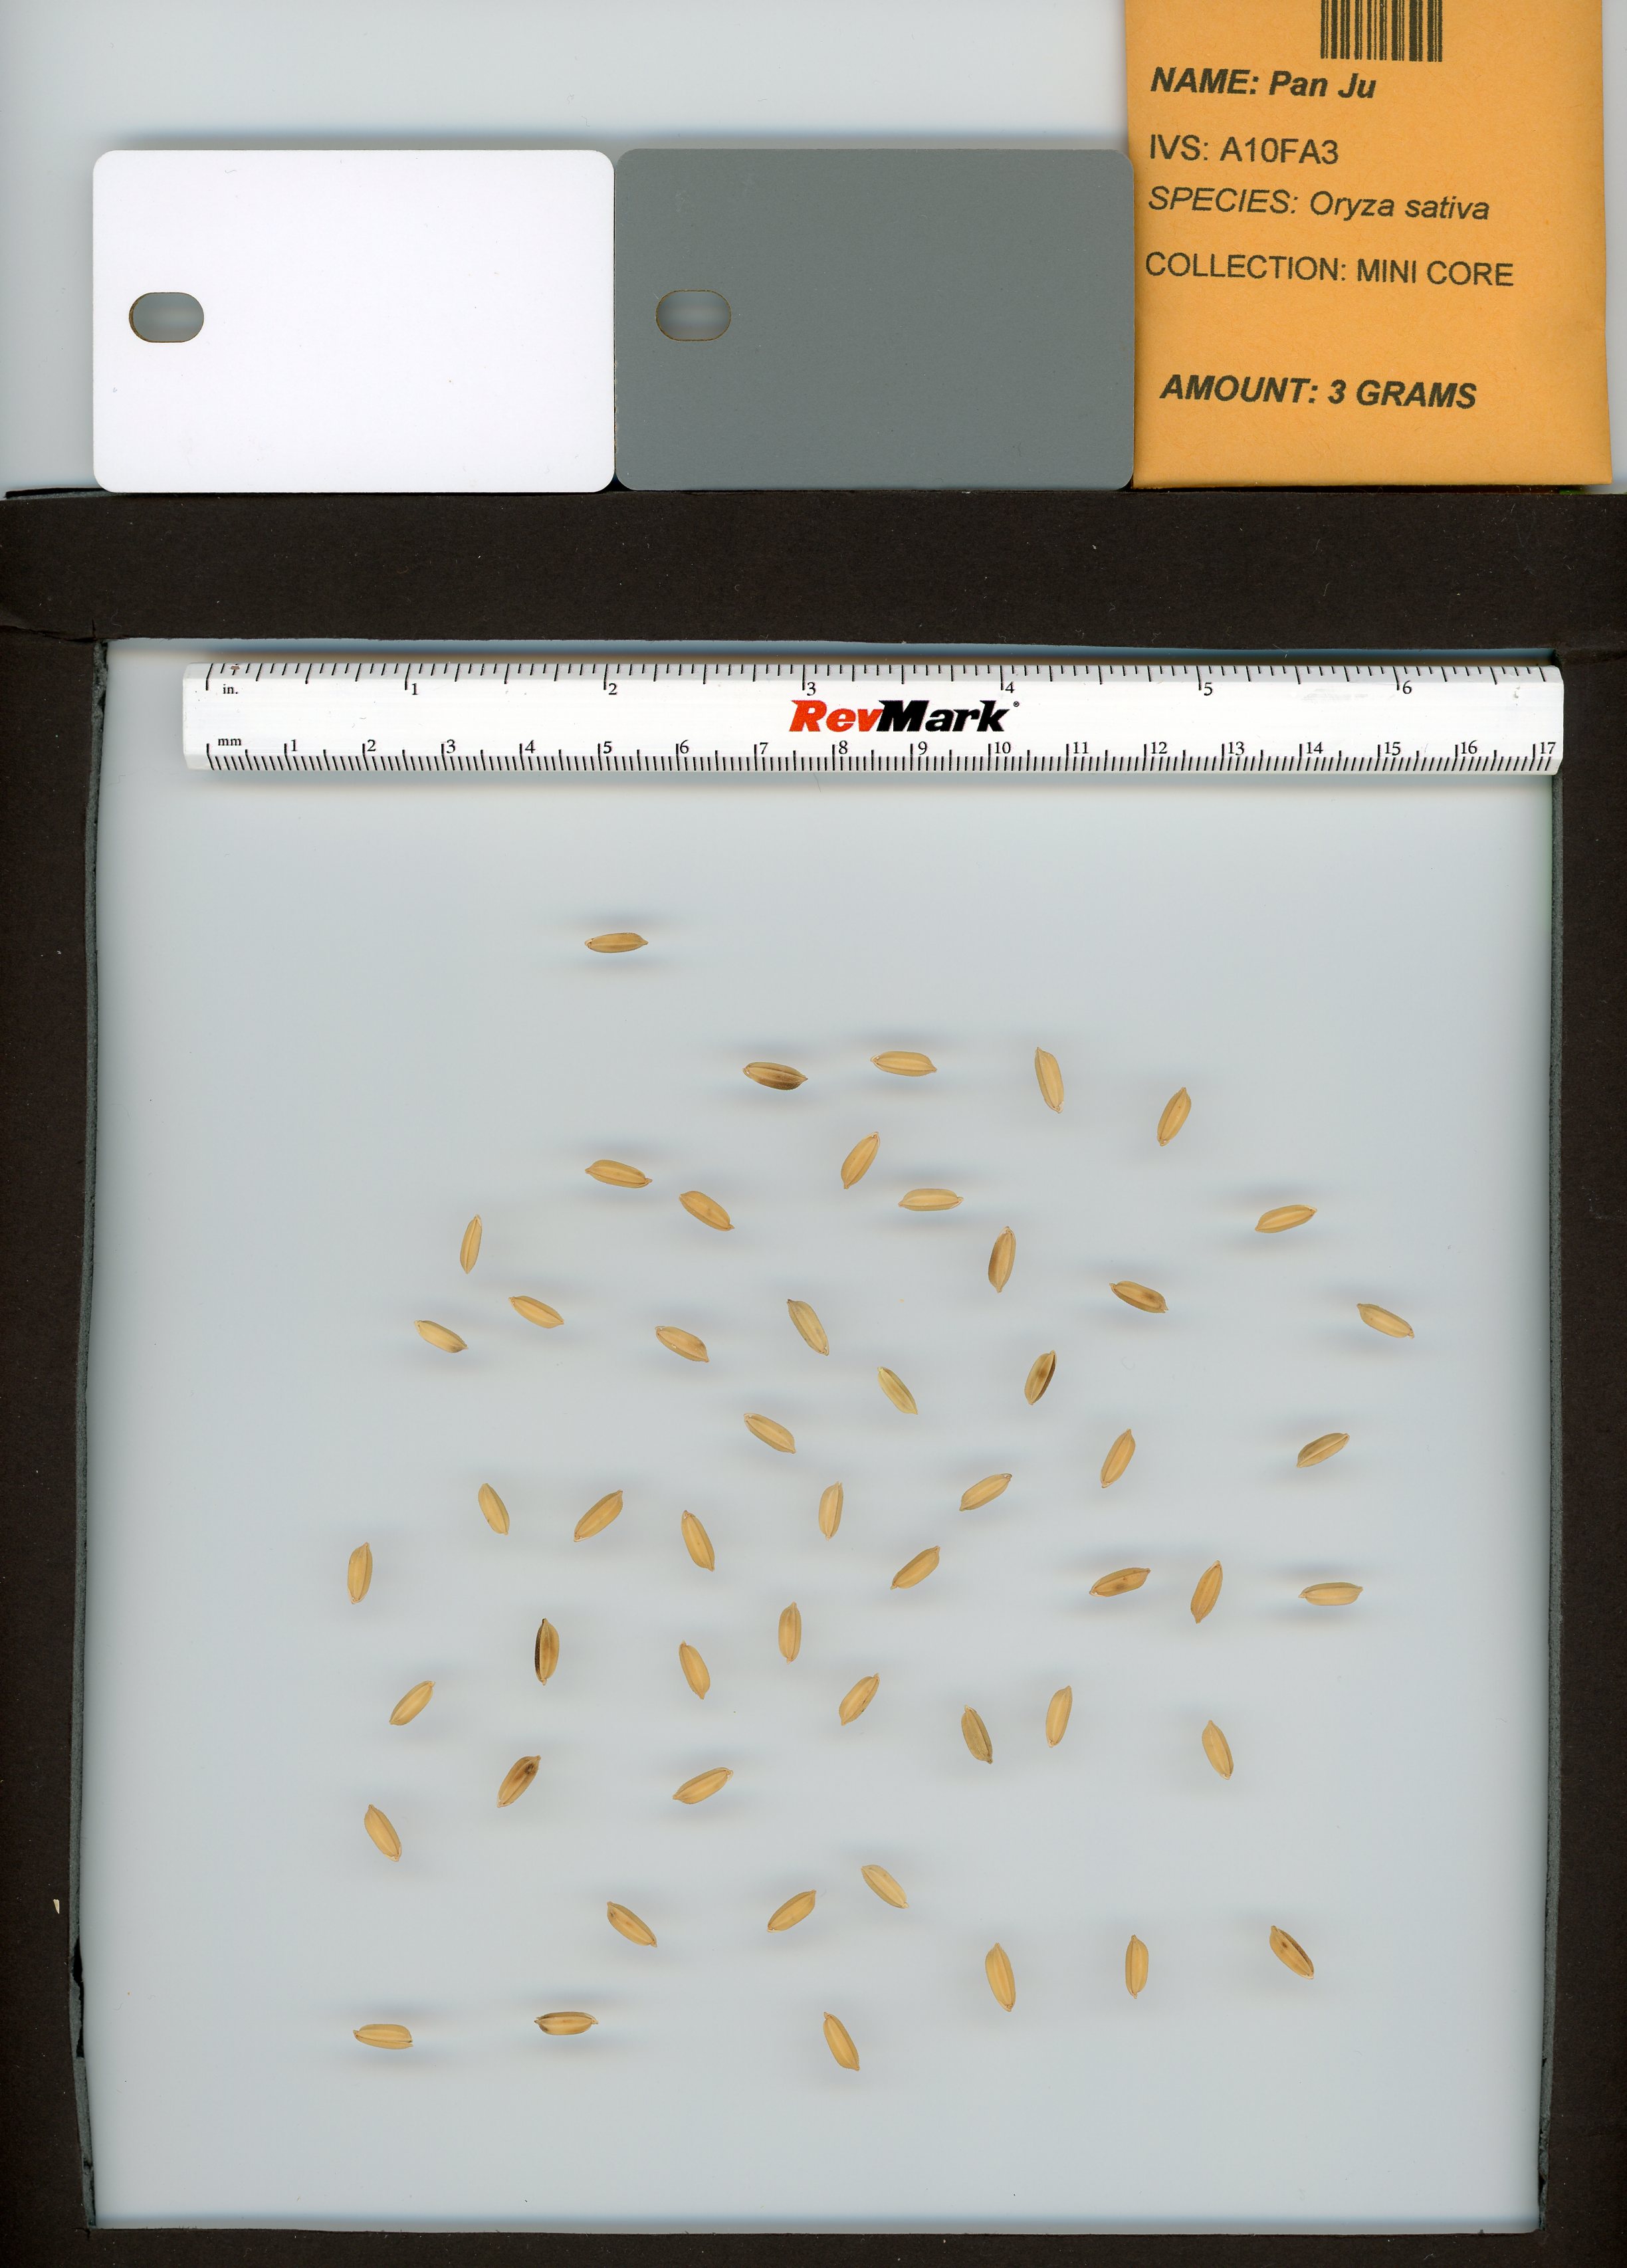 NAME: Pan Ju
IVS: A10FA3
SPECIES: Oryza sativa
COLLECTION: MINI CORE
AMOUNT: 3 GRAMS
in. 1 2 3 4 5 6
RevMark®
mm 1 2 3 4 5 6 7 8 9 10 11 12 13 14 15 16 17